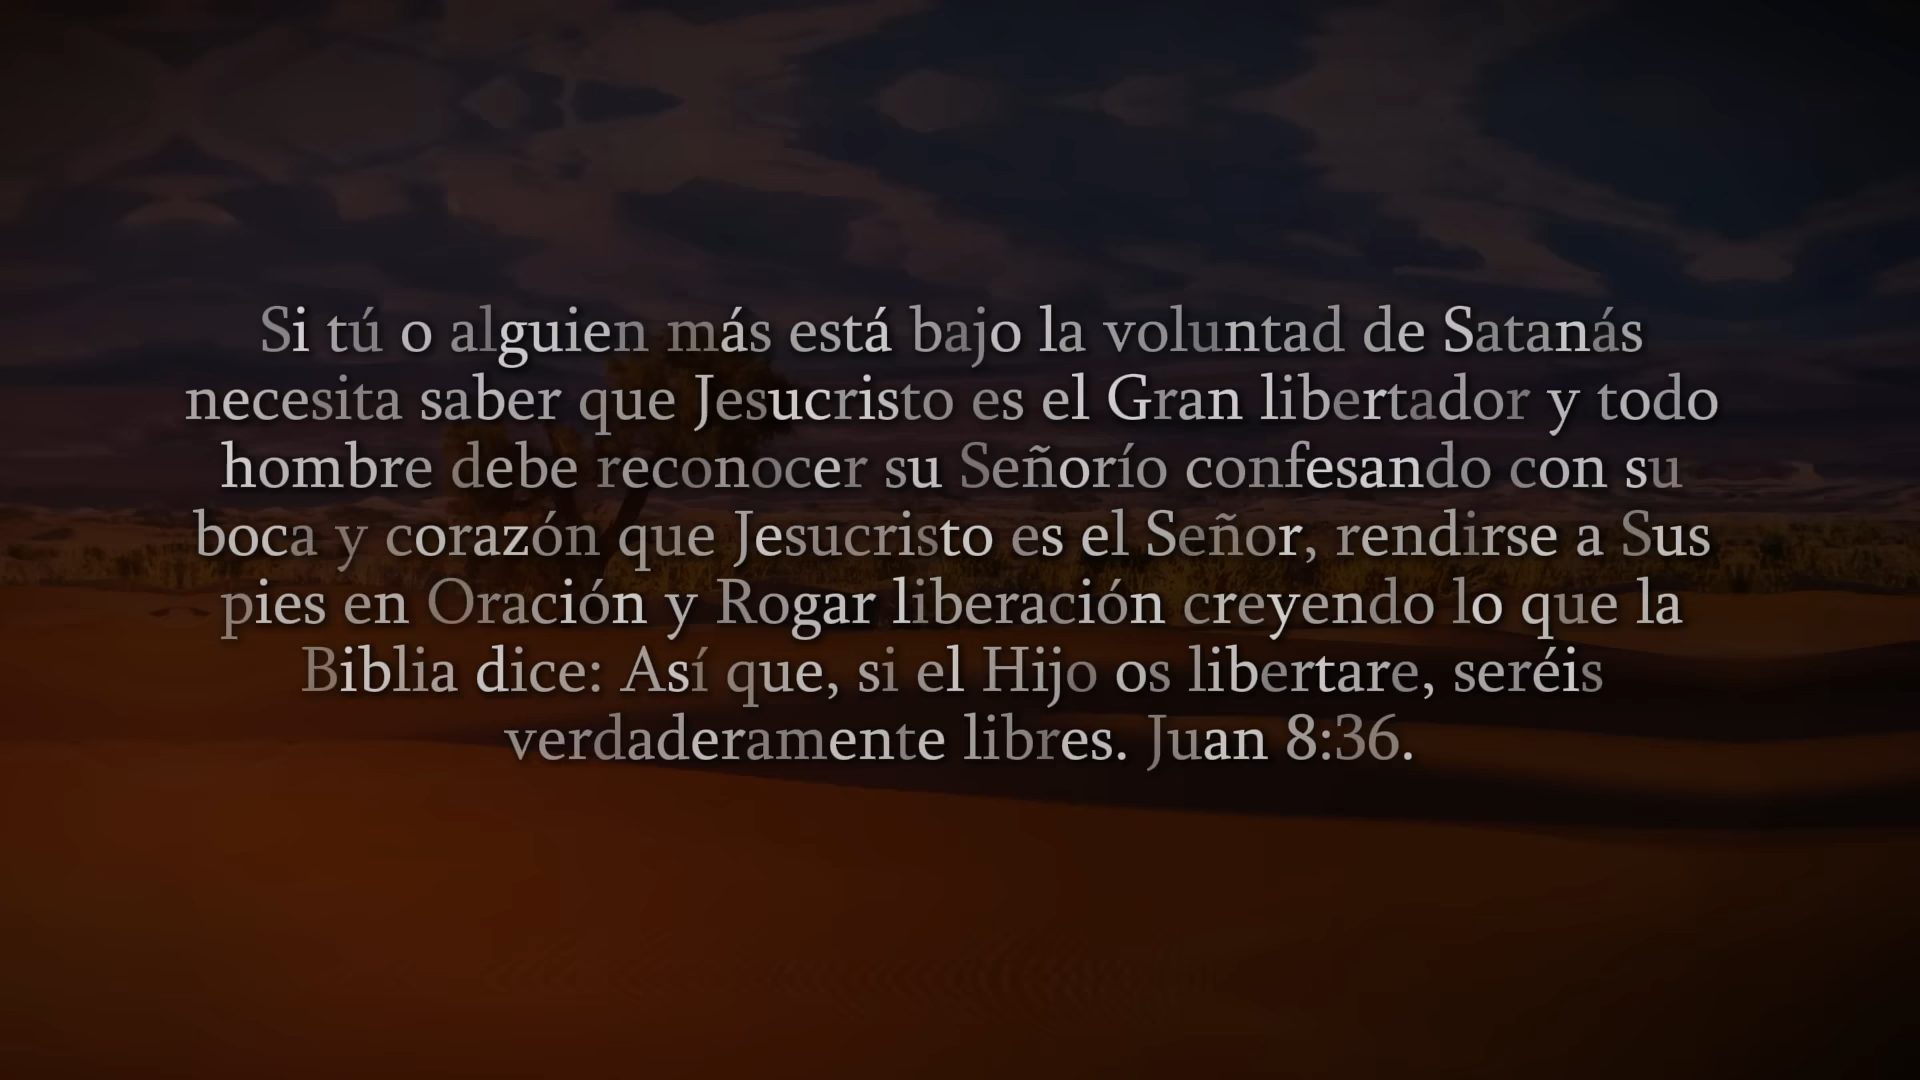 Si tú o alguien más está bajo la voluntad de Satanás
necesita saber que Jesucristo es el Gran libertador y todo
hombre debe reconocer su Señorío confesando con su
boca y corazón que Jesucristo es el Señor, rendirse a Sus
pies en Oración y Rogar liberación creyendo lo que la
Biblia dice: Así que, si el Hijo os libertare, seréis
verdaderamente libres. Juan 8:36.